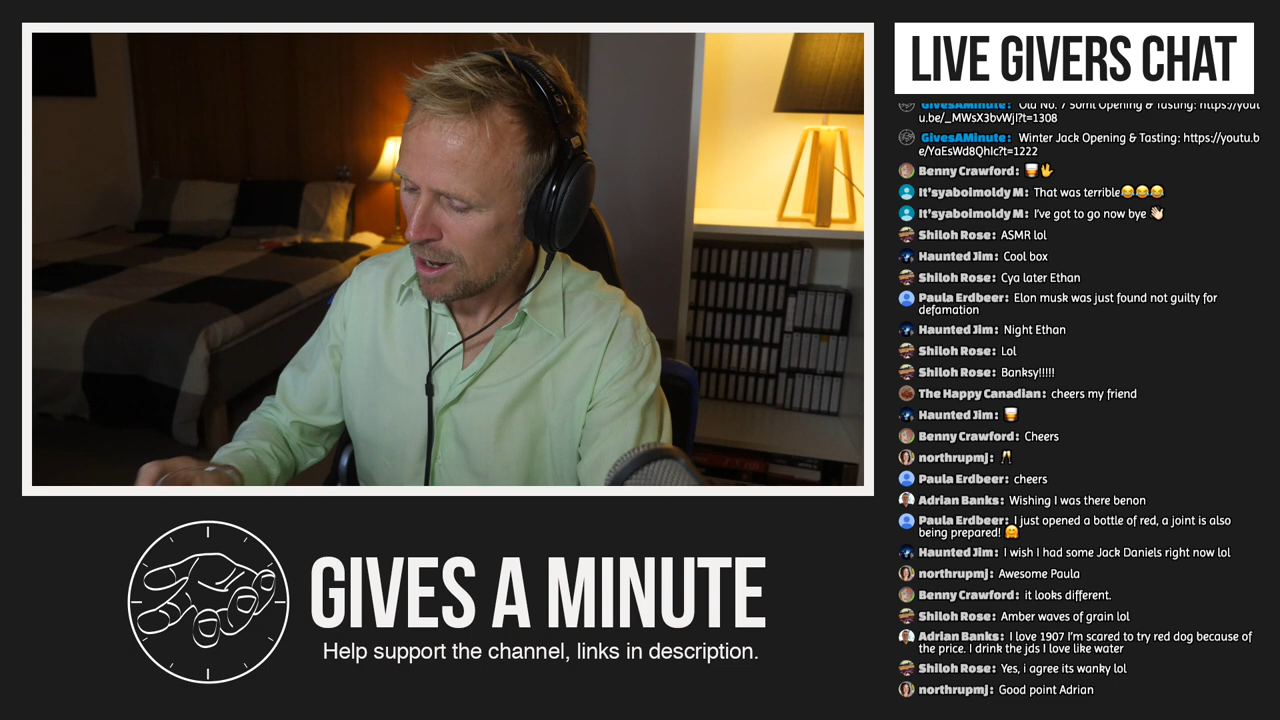 LIVE GIVERS CHAT
GivesAMinute: Old No. 7 50ml Opening & Tasting: https://yout
u.be/_MWsX3bvWjI?t=1308
GivesAMinute: Winter Jack Opening & Tasting: https://youtu.b
e/YaEsWd8QhIc?t=1222
Benny Crawford: 🥃🖖
It'syaboimoldy M: That was terrible😂😂😂
It'syaboimoldy M: I've got to go now bye 👋🏻
Shiloh Rose: ASMR lol
Haunted Jim: Cool box
Shiloh Rose: Cya later Ethan
Paula Erdbeer: Elon musk was just found not guilty for
defamation
Haunted Jim: Night Ethan
Shiloh Rose: Lol
Shiloh Rose: Banksy!!!!!
The Happy Canadian: cheers my friend
Haunted Jim: 🥃
Benny Crawford: Cheers
northrupmj: 🥂
Paula Erdbeer: cheers
Adrian Banks: Wishing I was there benon
Paula Erdbeer: I just opened a bottle of red, a joint is also
being prepared! 🤗
Haunted Jim: I wish I had some Jack Daniels right now lol
northrupmj: Awesome Paula
Benny Crawford: it looks different.
Shiloh Rose: Amber waves of grain lol
Adrian Banks: I love 1907 I'm scared to try red dog because of
the price. I drink the jds I love like water
Shiloh Rose: Yes, i agree its wanky lol
northrupmj: Good point Adrian
GIVES A MINUTE
Help support the channel, links in description.